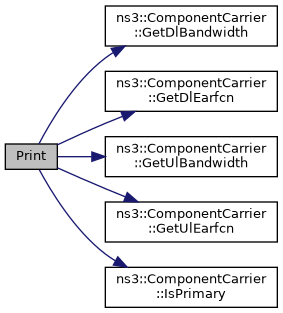 Print
ns3::ComponentCarrier
::GetDlBandwidth
ns3::ComponentCarrier
::GetDlEarfcn
ns3::ComponentCarrier
::GetUlBandwidth
ns3::ComponentCarrier
::GetUlEarfcn
ns3::ComponentCarrier
::IsPrimary